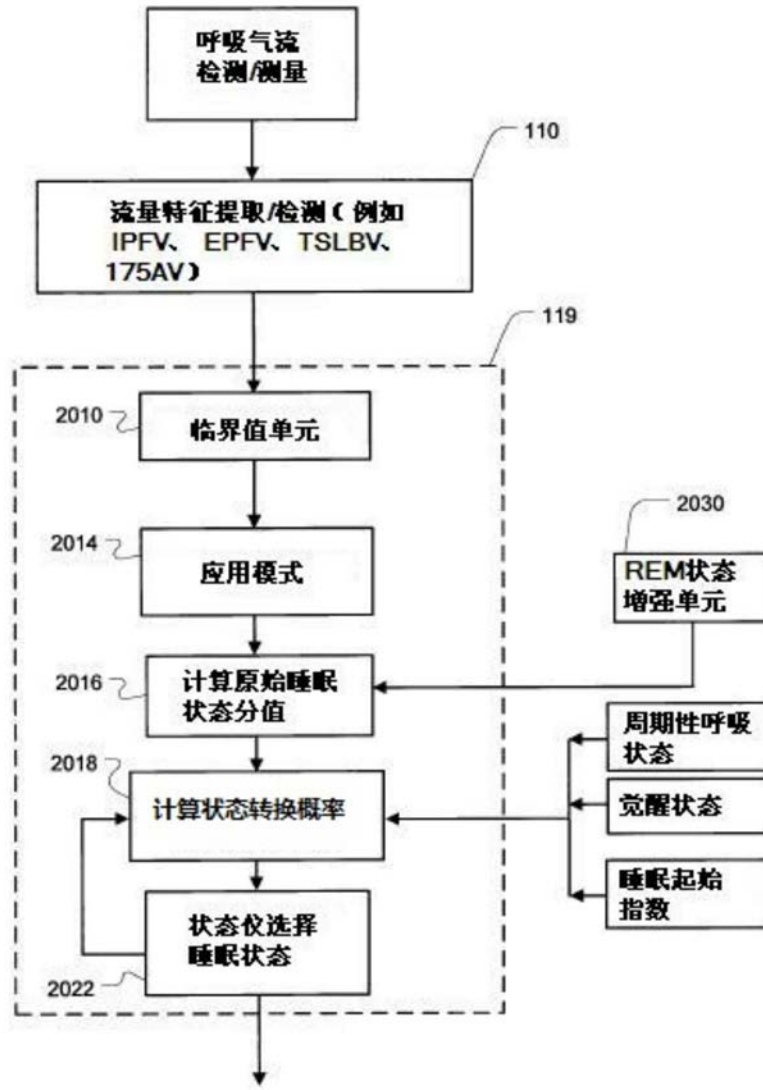 呼吸气流
检测/测量
110
流量特征提取/检测(例如
IPFV、EPFV、TSLBV、
175AV)
119
2010
临界值单元
2014
应用模式
2030
REM状态
增强单元
2016
计算原始睡眠
状态分值
周期性呼吸
状态
2018
计算状态转换概率
觉醒状态
睡眠起始
指数
状态仪选择
睡眠状态
2022